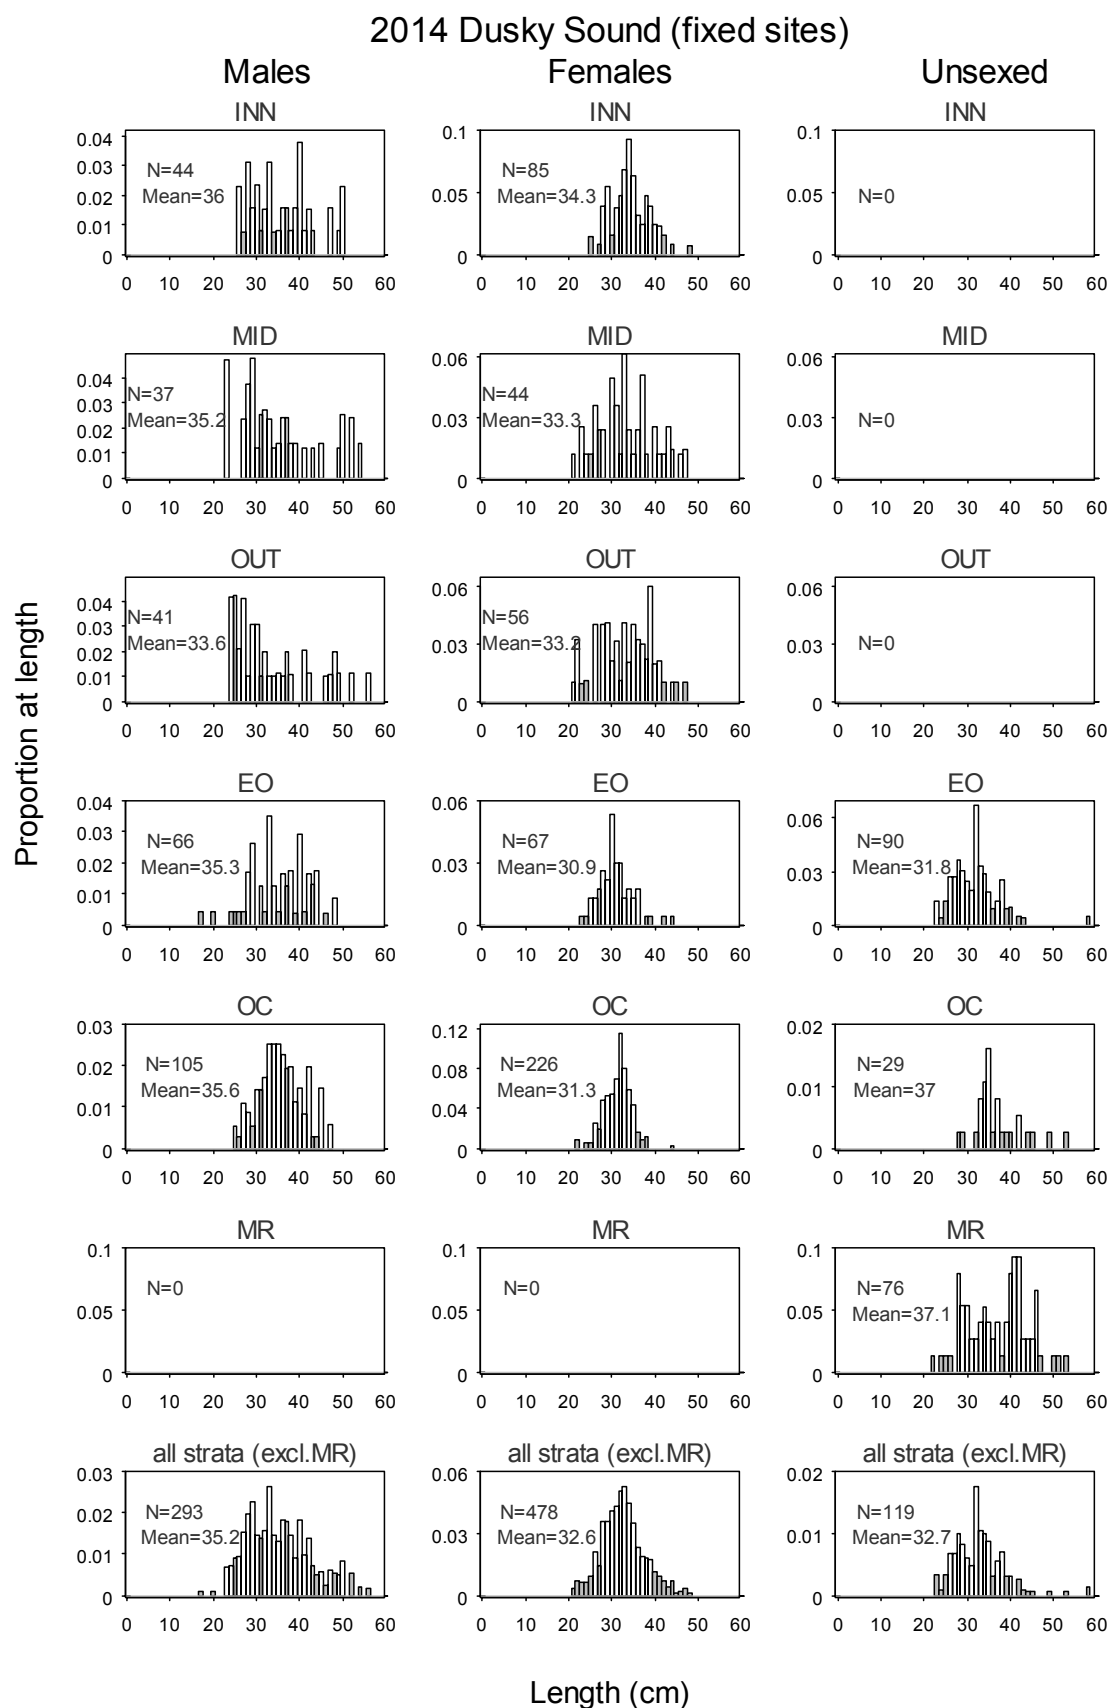 2014 Dusky Sound (fixed sites)
Males Females Unsexed
INN INN INN
0.04 0.03 0.02 0.01 0 N=44 Mean=36 0.1 0.05 0 N=85 Mean=34.3 0.1 0.05 0 N=0
0 10 20 30 40 50 60 0 10 20 30 40 50 60 0 10 20 30 40 50 60
MID MID MID
0.04 0.03 0.02 0.01 0 N=37 Mean=35.2 0.06 0.03 0 N=44 Mean=33.3 0.06 0.03 0 N=0
0 10 20 30 40 50 60 0 10 20 30 40 50 60 0 10 20 30 40 50 60
OUT OUT OUT
0.04 0.03 0.02 0.01 0 N=41 Mean=33.6 0.06 0.03 0 N=56 Mean=33.2 0.06 0.03 0 N=0
0 10 20 30 40 50 60 0 10 20 30 40 50 60 0 10 20 30 40 50 60
Proportion at length
EO EO EO
0.04 0.03 0.02 0.01 0 N=66 Mean=35.3 0.06 0.03 0 N=67 Mean=30.9 0.06 0.03 0 N=90 Mean=31.8
0 10 20 30 40 50 60 0 10 20 30 40 50 60 0 10 20 30 40 50 60
OC OC OC
0.03 0.02 0.01 0 N=105 Mean=35.6 0.12 0.08 0.04 0 N=226 Mean=31.3 0.02 0.01 0 N=29 Mean=37
0 10 20 30 40 50 60 0 10 20 30 40 50 60 0 10 20 30 40 50 60
MR MR MR
0.1 0.05 0 N=0 0.1 0.05 0 N=0 0.1 0.05 0 N=76 Mean=37.1
0 10 20 30 40 50 60 0 10 20 30 40 50 60 0 10 20 30 40 50 60
all strata (excl.MR) all strata (excl.MR) all strata (excl.MR)
0.03 0.02 0.01 0 N=293 Mean=35.2 0.06 0.03 0 N=478 Mean=32.6 0.02 0.01 0 N=119 Mean=32.7
0 10 20 30 40 50 60 0 10 20 30 40 50 60 0 10 20 30 40 50 60
Length (cm)